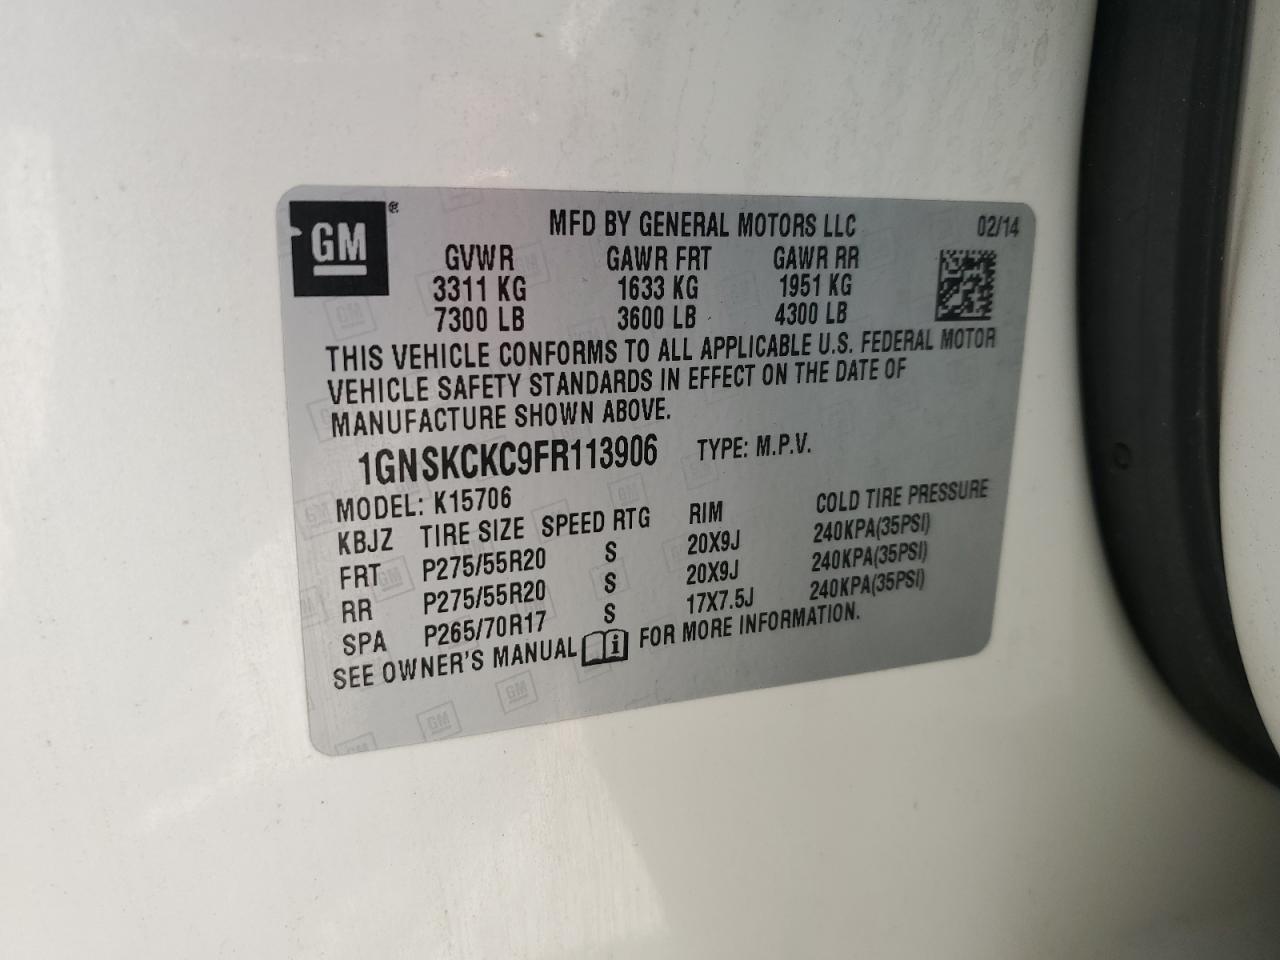 GM®
MFD BY GENERAL MOTORS LLC 02/14
GVWR GAWR FRT GAWR RR
3311 KG 1633 KG 1951 KG
7300 LB 3600 LB 4300 LB
THIS VEHICLE CONFORMS TO ALL APPLICABLE U.S. FEDERAL MOTOR
VEHICLE SAFETY STANDARDS IN EFFECT ON THE DATE OF
MANUFACTURE SHOWN ABOVE.
1GNSKCKC9FR113906 TYPE: M.P.V.
MODEL: K15706
KBJZ TIRE SIZE SPEED RTG RIM COLD TIRE PRESSURE
FRT P275/55R20 S 20X9J 240KPA(35PSI)
RR P275/55R20 S 20X9J 240KPA(35PSI)
SPA P265/70R17 S 17X7.5J 240KPA(35PSI)
SEE OWNER'S MANUAL FOR MORE INFORMATION.